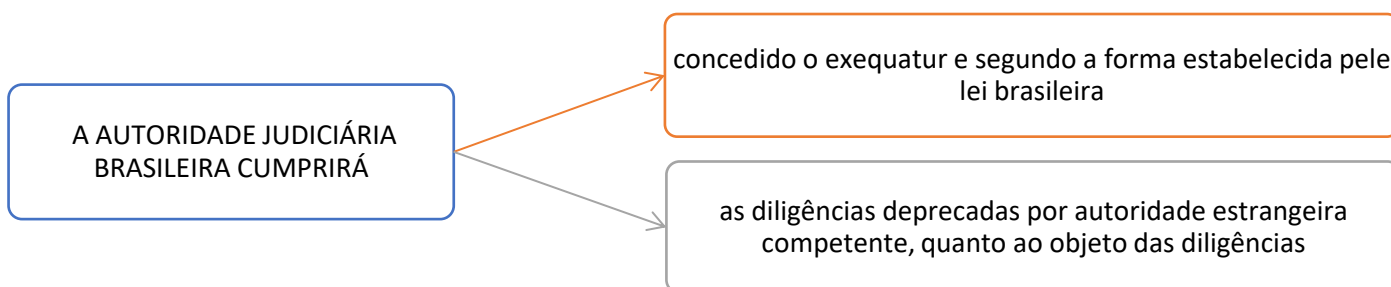 A AUTORIDADE JUDICIÁRIA
BRASILEIRA CUMPRIRÁ
concedido o exequatur e segundo a forma estabelecida pele
lei brasileira
as diligências deprecadas por autoridade estrangeira
competente, quanto ao objeto das diligências